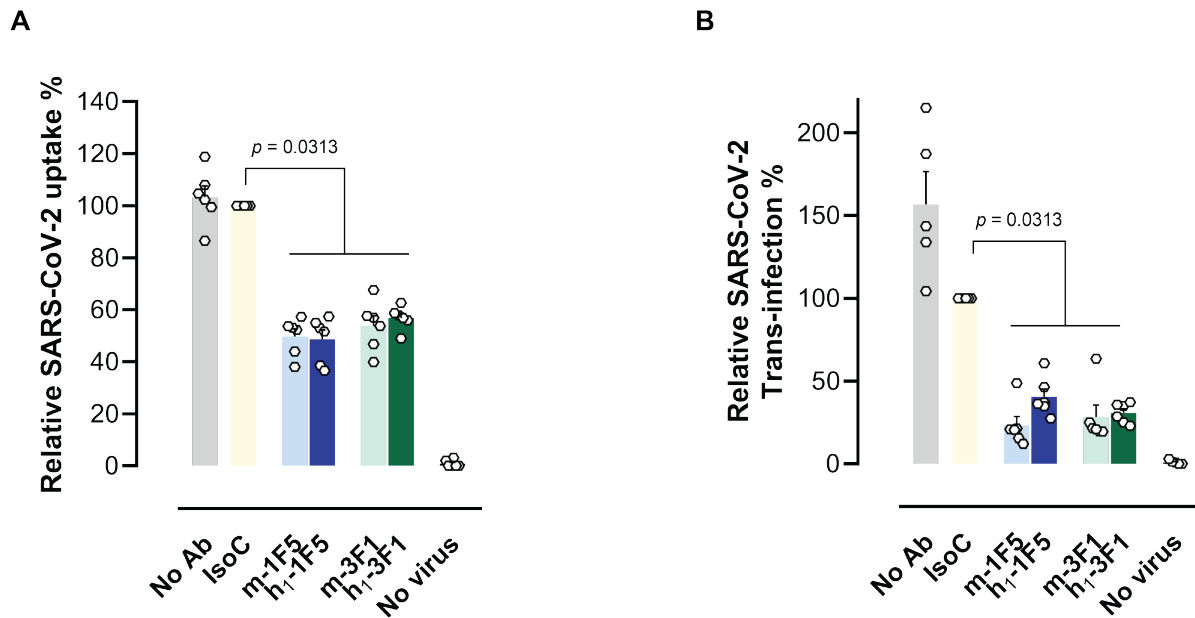 A
Relative SARS-CoV-2 uptake %
140
120
100
80
60
40
20
0
p = 0.0313
No Ab
IsoC
m-1F5
h₁-1F5
m-3F1
h₁-3F1
No virus
B
Relative SARS-CoV-2
Trans-infection %
200
150
100
50
0
p = 0.0313
No Ab
IsoC
m-1F5
h₁-1F5
m-3F1
h₁-3F1
No virus